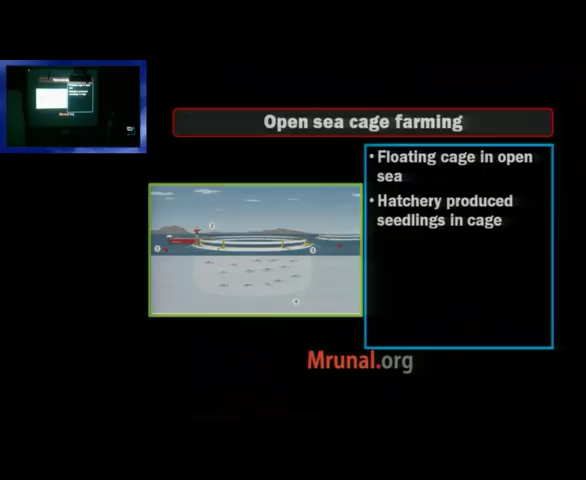 Open sea cage farming
• Floating cage in open
sea
• Hatchery produced
seedlings in cage
Mrunal.org